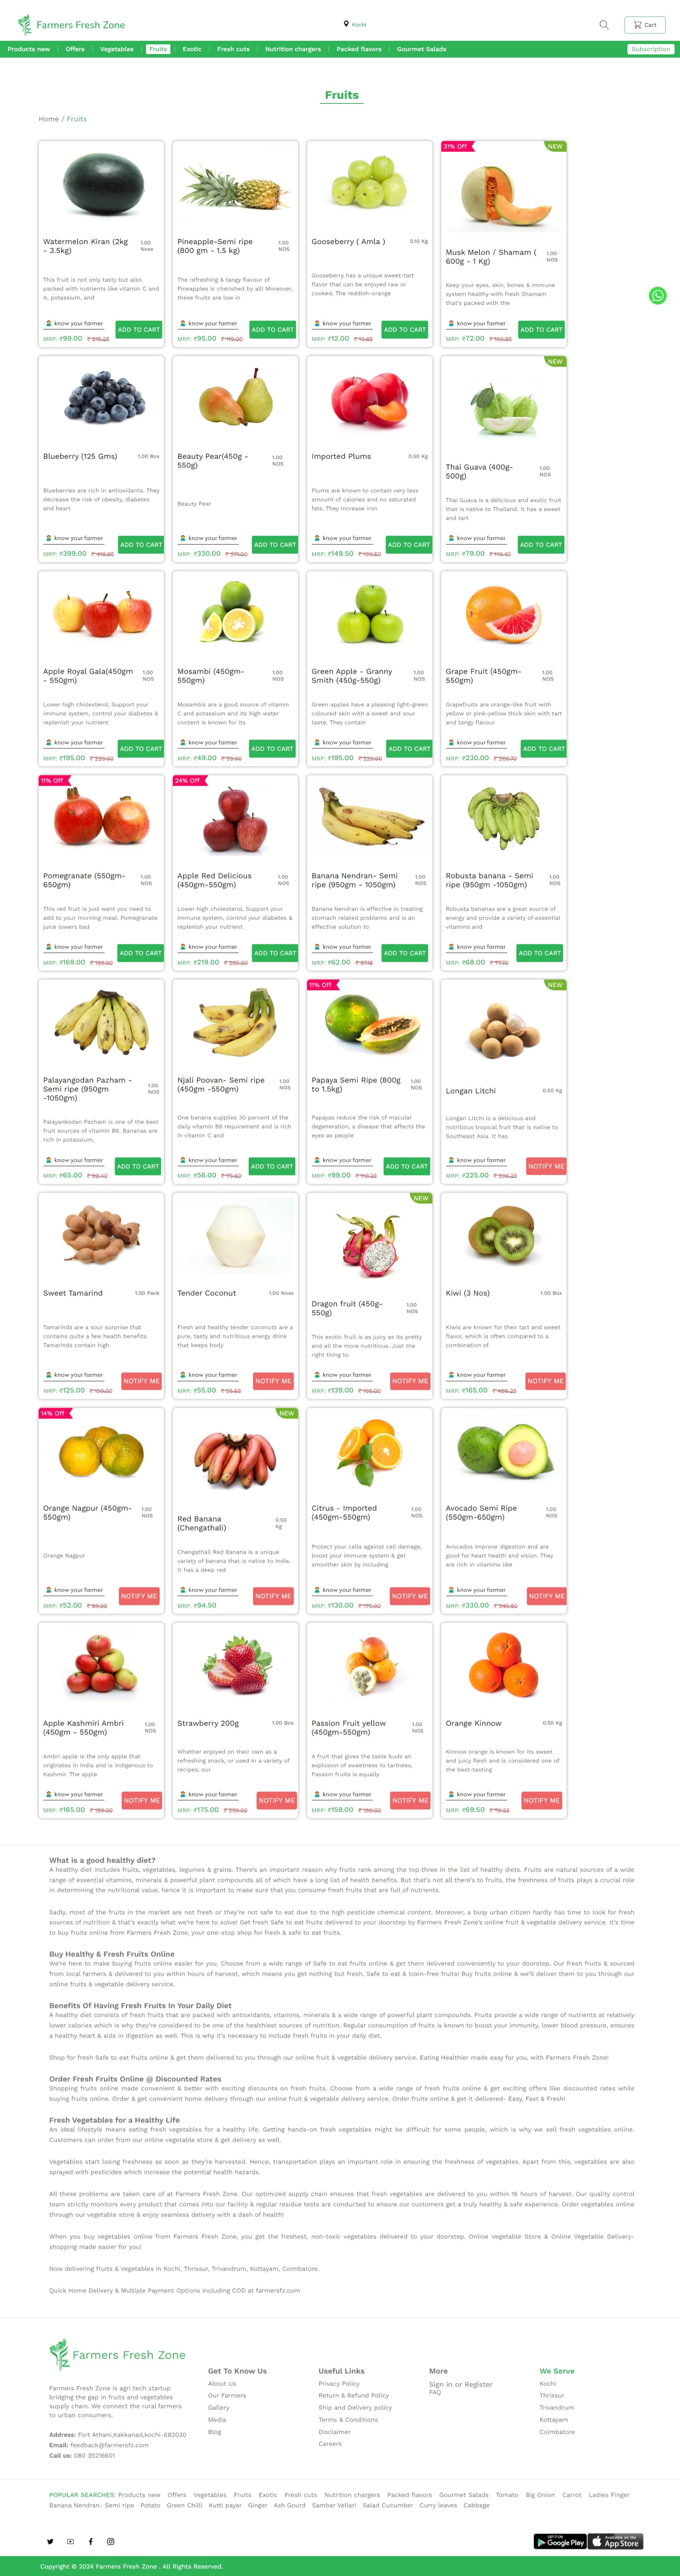 Farmers Fresh Zone
Kochi
Cart
Products new
Offers
Vegetables
Fruits
Exotic
Fresh cuts
Nutrition chargers
Packed flavors
Gourmet Salads
Subscription
Fruits
Home / Fruits
Watermelon Kiran (2kg - 3.5kg)
1.00 Noss
This fruit is not only tasty but also packed with nutrients like vitamin C and A, potassium, and
know your farmer
MRP: ₹99.00
ADD TO CART
Pineapple-Semi ripe (800 gm - 1.5 kg)
1.00 NOS
The refreshing & tangy flavour of Pineapples is cherished by all! Moreover, these fruits are low in
know your farmer
MRP: ₹95.00 ₹ 119.00
ADD TO CART
Gooseberry ( Amla )
0.10 Kg
Gooseberry has a unique sweet-tart flavor that can be enjoyed raw or cooked. The reddish-orange
know your farmer
MRP: ₹12.00
ADD TO CART
31% Off
NEW
Musk Melon / Shamam ( 600g - 1 Kg)
1.00 NOS
Keep your eyes, skin, bones & immune system healthy with fresh Shamam that's packed with the
know your farmer
MRP: ₹72.00
ADD TO CART
Blueberry (125 Gms)
1.00 Box
Blueberries are rich in antioxidants. They decrease the risk of obesity, diabetes and heart
know your farmer
MRP: ₹399.00
ADD TO CART
Beauty Pear(450g - 550g)
1.00 NOS
Beauty Pear
know your farmer
MRP: ₹330.00
ADD TO CART
Imported Plums
0.50 Kg
Plums are known to contain very less amount of calories and no saturated fats. They increase iron
know your farmer
MRP: ₹149.50
ADD TO CART
NEW
Thai Guava (400g-500g)
1.00 NOS
Thai Guava is a delicious and exotic fruit that is native to Thailand. It has a sweet and tart
know your farmer
MRP: ₹79.00
ADD TO CART
Apple Royal Gala(450gm - 550gm)
1.00 NOS
Lower high cholesterol, Support your immune system, control your diabetes & replenish your nutrient
know your farmer
MRP: ₹195.00
ADD TO CART
Mosambi (450gm-550gm)
1.00 NOS
Mosambis are a good source of vitamin C and potassium and its high water content is known for its
know your farmer
MRP: ₹49.00
ADD TO CART
Green Apple - Granny Smith (450g-550g)
1.00 NOS
Green apples have a pleasing light-green coloured skin with a sweet and sour taste. They contain
know your farmer
MRP: ₹195.00
ADD TO CART
Grape Fruit (450gm-550gm)
1.00 NOS
Grapefruits are orange-like fruit with yellow or pink-yellow thick skin with tart and tangy flavour
know your farmer
MRP: ₹230.00
ADD TO CART
11% Off
Pomegranate (550gm-650gm)
1.00 NOS
This red fruit is just want you need to add to your morning meal. Pomegranate juice lowers bad
know your farmer
MRP: ₹169.00
ADD TO CART
24% Off
Apple Red Delicious (450gm-550gm)
1.00 NOS
Lower high cholesterol, Support your immune system, control your diabetes & replenish your nutrient
know your farmer
MRP: ₹219.00
ADD TO CART
Banana Nendran- Semi ripe (950gm - 1050gm)
1.00 NOS
Banana Nendran is effective in treating stomach related problems and is an effective solution to
know your farmer
MRP: ₹62.00
ADD TO CART
Robusta banana - Semi ripe (950gm -1050gm)
1.00 NOS
Robusta bananas are a great source of energy and provide a variety of essential vitamins and
know your farmer
MRP: ₹68.00
ADD TO CART
Palayangodan Pazham - Semi ripe (950gm -1050gm)
1.00 NOS
Palayankodan Pazham is one of the best fruit sources of vitamin B6. Bananas are rich in potassium,
know your farmer
MRP: ₹65.00
ADD TO CART
Njali Poovan- Semi ripe (450gm -550gm)
1.00 NOS
One banana supplies 30 percent of the daily vitamin B6 requirement and is rich in vitamin C and
know your farmer
MRP: ₹56.00
ADD TO CART
11% Off
Papaya Semi Ripe (800g to 1.5kg)
1.00 NOS
Papayas reduce the risk of macular degeneration, a disease that affects the eyes as people
know your farmer
MRP: ₹99.00
ADD TO CART
NEW
Longan Litchi
0.50 Kg
Longan Litchi is a delicious and nutritious tropical fruit that is native to Southeast Asia. It has
know your farmer
MRP: ₹225.00
NOTIFY ME
Sweet Tamarind
1.00 Pack
Tamarinds are a sour surprise that contains quite a few health benefits. Tamarinds contain high
know your farmer
MRP: ₹125.00
NOTIFY ME
Tender Coconut
1.00 Noss
Fresh and healthy tender coconuts are a pure, tasty and nutritious energy drink that keeps body
know your farmer
MRP: ₹55.00
NOTIFY ME
NEW
Dragon fruit (450g-550g)
1.00 NOS
This exotic fruit is as juicy as its pretty and all the more nutritious. Just the right thing to
know your farmer
MRP: ₹139.00
NOTIFY ME
Kiwi (3 Nos)
1.00 Box
Kiwis are known for their tart and sweet flavor, which is often compared to a combination of
know your farmer
MRP: ₹165.00
NOTIFY ME
14% Off
Orange Nagpur (450gm-550gm)
1.00 NOS
Orange Nagpur
know your farmer
MRP: ₹52.00
NOTIFY ME
NEW
Red Banana (Chengathali)
0.50 Kg
Chengathali Red Banana is a unique variety of banana that is native to India. It has a deep red
know your farmer
MRP: ₹94.50
NOTIFY ME
Citrus - Imported (450gm-550gm)
1.00 NOS
Protect your cells against cell damage, boost your immune system & get smoother skin by including
know your farmer
MRP: ₹130.00
NOTIFY ME
Avocado Semi Ripe (550gm-650gm)
1.00 NOS
Avocados improve digestion and are good for heart health and vision. They are rich in vitamins like
know your farmer
MRP: ₹330.00
NOTIFY ME
Apple Kashmiri Ambri (450gm - 550gm)
1.00 NOS
Ambri apple is the only apple that originates in India and is indigenous to Kashmir. The apple
know your farmer
MRP: ₹165.00
NOTIFY ME
Strawberry 200g
1.00 Box
Whether enjoyed on their own as a refreshing snack, or used in a variety of recipes, our
know your farmer
MRP: ₹175.00
NOTIFY ME
Passion Fruit yellow (450gm-550gm)
1.00 NOS
A fruit that gives the taste buds an explosion of sweetness to tartness, Passion fruits is equally
know your farmer
MRP: ₹159.00
NOTIFY ME
Orange Kinnow
0.50 Kg
Kinnow orange is known for its sweet and juicy flesh and is considered one of the best-tasting
know your farmer
MRP: ₹69.50
NOTIFY ME
What is a good healthy diet?
A healthy diet includes fruits, vegetables, legumes & grains. There's an important reason why fruits rank among the top three in the list of healthy diets. Fruits are natural sources of a wide
range of essential vitamins, minerals & powerful plant compounds all of which have a long list of health benefits. But that's not all there's to fruits, the freshness of fruits plays a crucial role
in determining the nutritional value, hence it is important to make sure that you consume fresh fruits that are full of nutrients.
Sadly, most of the fruits in the market are not fresh or they're not safe to eat due to the high pesticide chemical content. Moreover, a busy urban citizen hardly has time to look for fresh
sources of nutrition & that's exactly what we're here to solve! Get fresh Safe to eat fruits delivered to your doorstep by Farmers Fresh Zone's online fruit & vegetable delivery service. It's time
to buy fruits online from Farmers Fresh Zone, your one-stop shop for fresh & safe to eat fruits.
Buy Healthy & Fresh Fruits Online
We're here to make buying fruits online easier for you. Choose from a wide range of Safe to eat fruits online & get them delivered conveniently to your doorstep. Our fresh fruits & sourced
from local farmers & delivered to you within hours of harvest, which means you get nothing but fresh, Safe to eat & toxin-free fruits! Buy fruits online & we'll deliver them to you through our
online fruits & vegetable delivery service.
Benefits Of Having Fresh Fruits In Your Daily Diet
A healthy diet consists of fresh fruits that are packed with antioxidants, vitamins, minerals & a wide range of powerful plant compounds. Fruits provide a wide range of nutrients at relatively
lower calories which is why they're considered to be one of the healthiest sources of nutrition. Regular consumption of fruits is known to boost your immunity, lower blood pressure, ensures
a healthy heart & aids in digestion as well. This is why it's necessary to include fresh fruits in your daily diet.
Shop for fresh Safe to eat fruits online & get them delivered to you through our online fruit & vegetable delivery service. Eating Healthier made easy for you, with Farmers Fresh Zone!
Order Fresh Fruits Online @ Discounted Rates
Shopping fruits online made convenient & better with exciting discounts on fresh fruits. Choose from a wide range of fresh fruits online & get exciting offers like discounted rates while
buying fruits online. Order & get convenient home delivery through our online fruit & vegetable delivery service. Order fruits online & get it delivered- Easy, Fast & Fresh!
Fresh Vegetables for a Healthy Life
An ideal lifestyle means eating fresh vegetables for a healthy life. Getting hands-on fresh vegetables might be difficult for some people, which is why we sell fresh vegetables online.
Customers can order from our online vegetable store & get delivery as well.
Vegetables start losing freshness as soon as they're harvested. Hence, transportation plays an important role in ensuring the freshness of vegetables. Apart from this, vegetables are also
sprayed with pesticides which increase the potential health hazards.
All these problems are taken care of at Farmers Fresh Zone. Our optimized supply chain ensures that fresh vegetables are delivered to you within 16 hours of harvest. Our quality control
team strictly monitors every product that comes into our facility & regular residue tests are conducted to ensure our customers get a truly healthy & safe experience. Order vegetables online
through our vegetable store & enjoy seamless delivery with a dash of health!
When you buy vegetables online from Farmers Fresh Zone, you get the freshest, non-toxic vegetables delivered to your doorstep. Online Vegetable Store & Online Vegetable Delivery-
shopping made easier for you!
Now delivering fruits & Vegetables in Kochi, Thrissur, Trivandrum, Kottayam, Coimbatore.
Quick Home Delivery & Multiple Payment Options Including COD at farmersfz.com
Farmers Fresh Zone
Farmers Fresh Zone is agri tech startup
bridging the gap in fruits and vegetables
supply chain. We connect the rural farmers
to urban consumers.
Address: Fort Athani,Kakkanad,kochi-682030
Email: feedback@farmersfz.com
Call us: 080 35216601
Get To Know Us
About Us
Our Farmers
Gallery
Media
Blog
Useful Links
Privacy Policy
Return & Refund Policy
Ship and Delivery policy
Terms & Conditions
Disclaimer
Careers
More
Sign in or Register
FAQ
We Serve
Kochi
Thrissur
Trivandrum
Kottayam
Coimbatore
POPULAR SEARCHES: Products new Offers Vegetables Fruits Exotic Fresh cuts Nutrition chargers Packed flavors Gourmet Salads Tomato Big Onion Carrot Ladies Finger
Banana Nendran- Semi ripe Potato Green Chilli Kutti payar Ginger Ash Gourd Sambar Vellari Salad Cucumber Curry leaves Cabbage
GET IT ON Google Play
Available on the App Store
Copyright © 2024 Farmers Fresh Zone . All Rights Reserved.